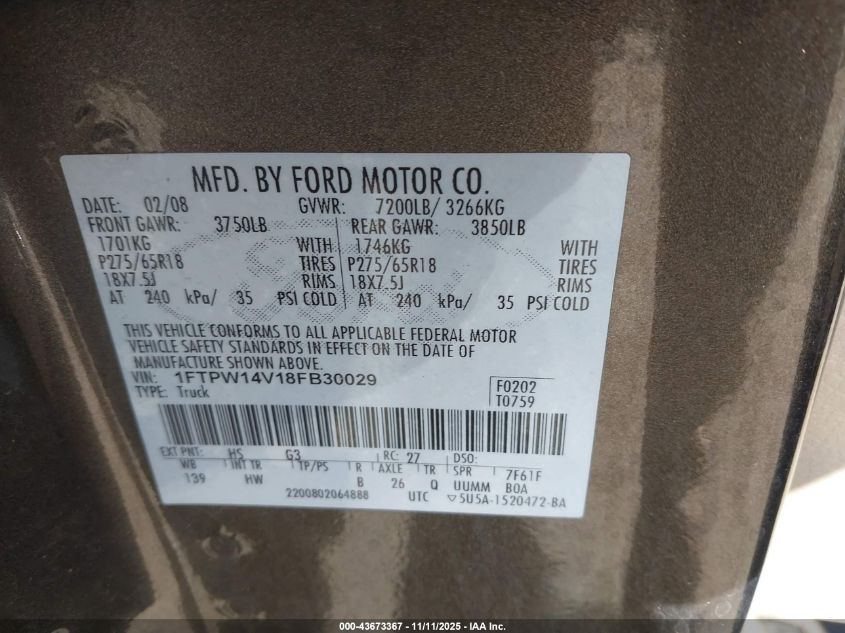 MFD. BY FORD MOTOR CO.
DATE: 02/08 GVWR: 7200LB/ 3266KG
FRONT GAWR: 3750LB REAR GAWR: 3850LB
1701KG WITH 1746KG WITH
P275/65R18 TIRES P275/65R18 TIRES
18X7.5J RIMS 18X7.5J RIMS
AT 240 kPa/ 35 PSI COLD AT 240 kPa/ 35 PSI COLD
THIS VEHICLE CONFORMS TO ALL APPLICABLE FEDERAL MOTOR
VEHICLE SAFETY STANDARDS IN EFFECT ON THE DATE OF
MANUFACTURE SHOWN ABOVE.
VIN: 1FTPW14V18FB30029 F0202
TYPE: Truck T0759
EXT PNT: HS G3 RC: 27 DSO:
WB INT TR TP/PS R AXLE TR SPR 7F61F
139 HW B 26 Q UUMM BOA
2200802064888 UTC ▽5U5A-1520472-BA
000-43673367 - 11/11/2025 - IAA Inc.